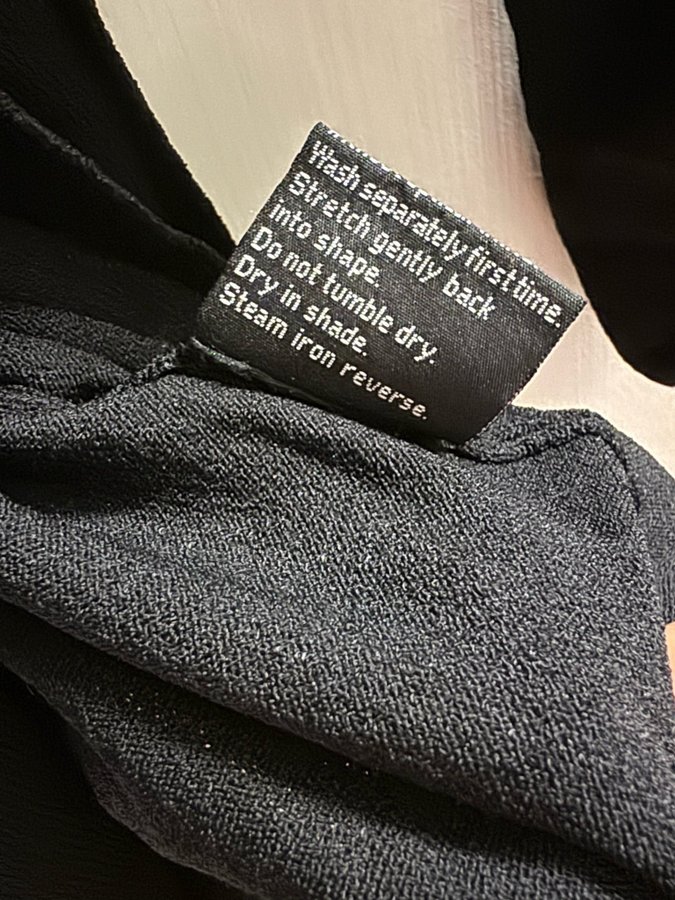 Wash separately first time.
Stretch gently back
into shape.
Do not tumble dry.
Dry in shade.
Steam iron reverse.